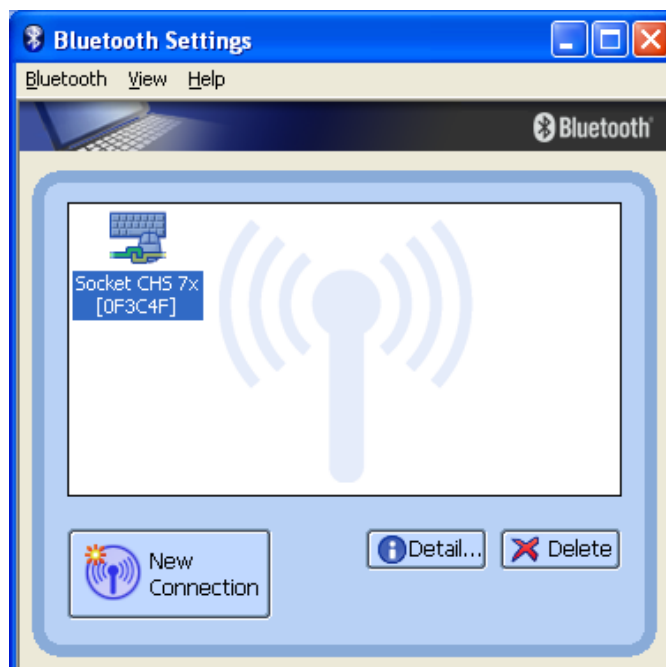 Bluetooth Settings
Bluetooth View Help
Bluetooth
Socket CHS 7x
[0F3C4F]
New
Connection
Detail...
Delete